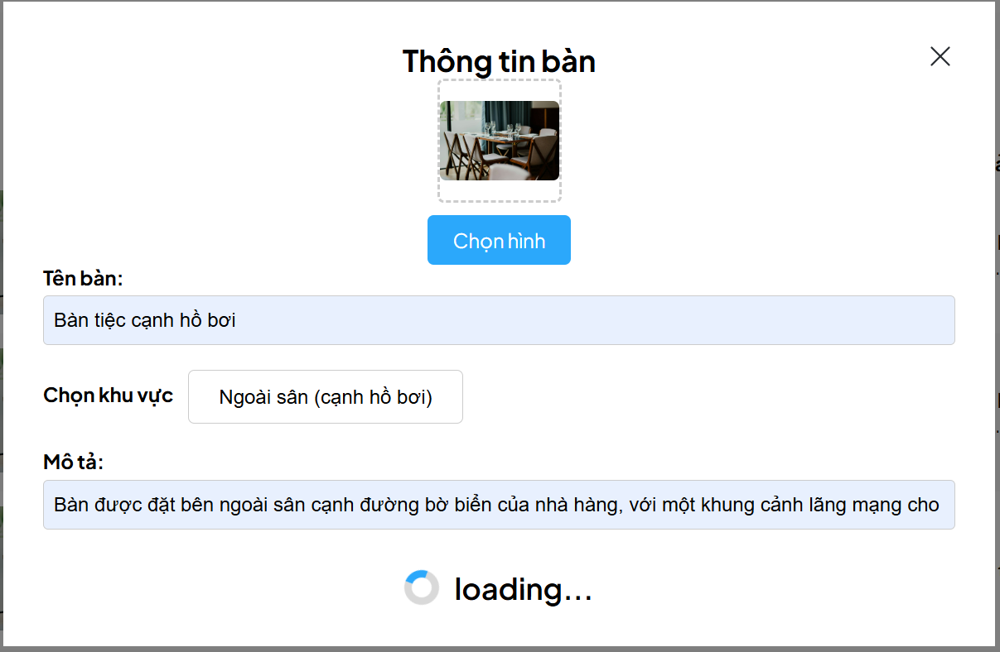 Thông tin bàn
Chọn hình
Tên bàn:
Bàn tiệc cạnh hồ bơi
Chọn khu vực
Ngoài sân (cạnh hồ bơi)
Mô tả:
Bàn được đặt bên ngoài sân cạnh đường bờ biển của nhà hàng, với một khung cảnh lãng mạng cho
loading...